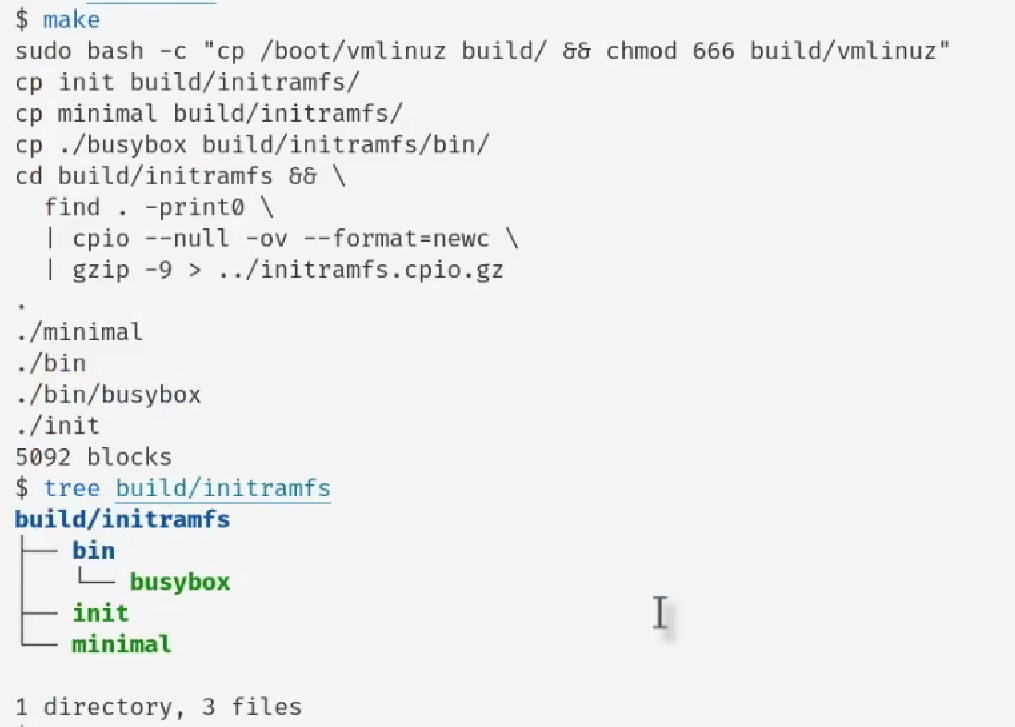 $ make
sudo bash -c "cp /boot/vmlinuz build/ && chmod 666 build/vmlinuz"
cp init build/initramfs/
cp minimal build/initramfs/
cp ./busybox build/initramfs/bin/
cd build/initramfs && \
  find . -print0 \
  | cpio --null -ov --format=newc \
  | gzip -9 > ../initramfs.cpio.gz
.
./minimal
./bin
./bin/busybox
./init
5092 blocks
$ tree build/initramfs
build/initramfs
├── bin
│   └── busybox
├── init
└── minimal

1 directory, 3 files